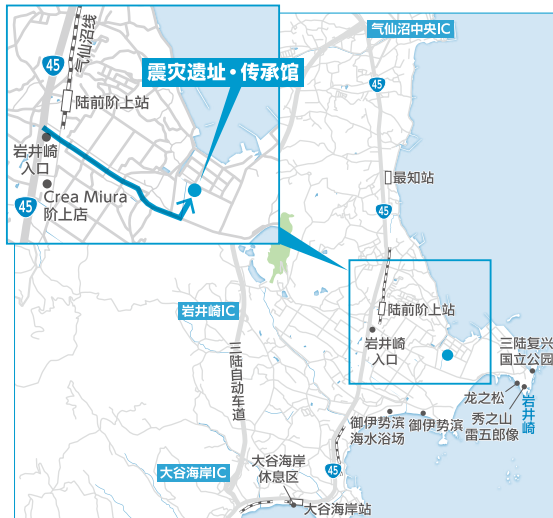 气仙沼线
45
震灾遗址·传承馆
陆前阶上站
岩井崎
入口
Crea Miura
阶上店
45
气仙沼中央IC
45
最知站
45
岩井崎IC
陆前阶上站
岩井崎
入口
三陆自动车道
三陆复兴
国立公园
龙之松
岩井崎
秀之山
雷五郎像
御伊势滨
海水浴场
御伊势滨
大谷海岸IC
大谷海岸
休息区
45
大谷海岸站